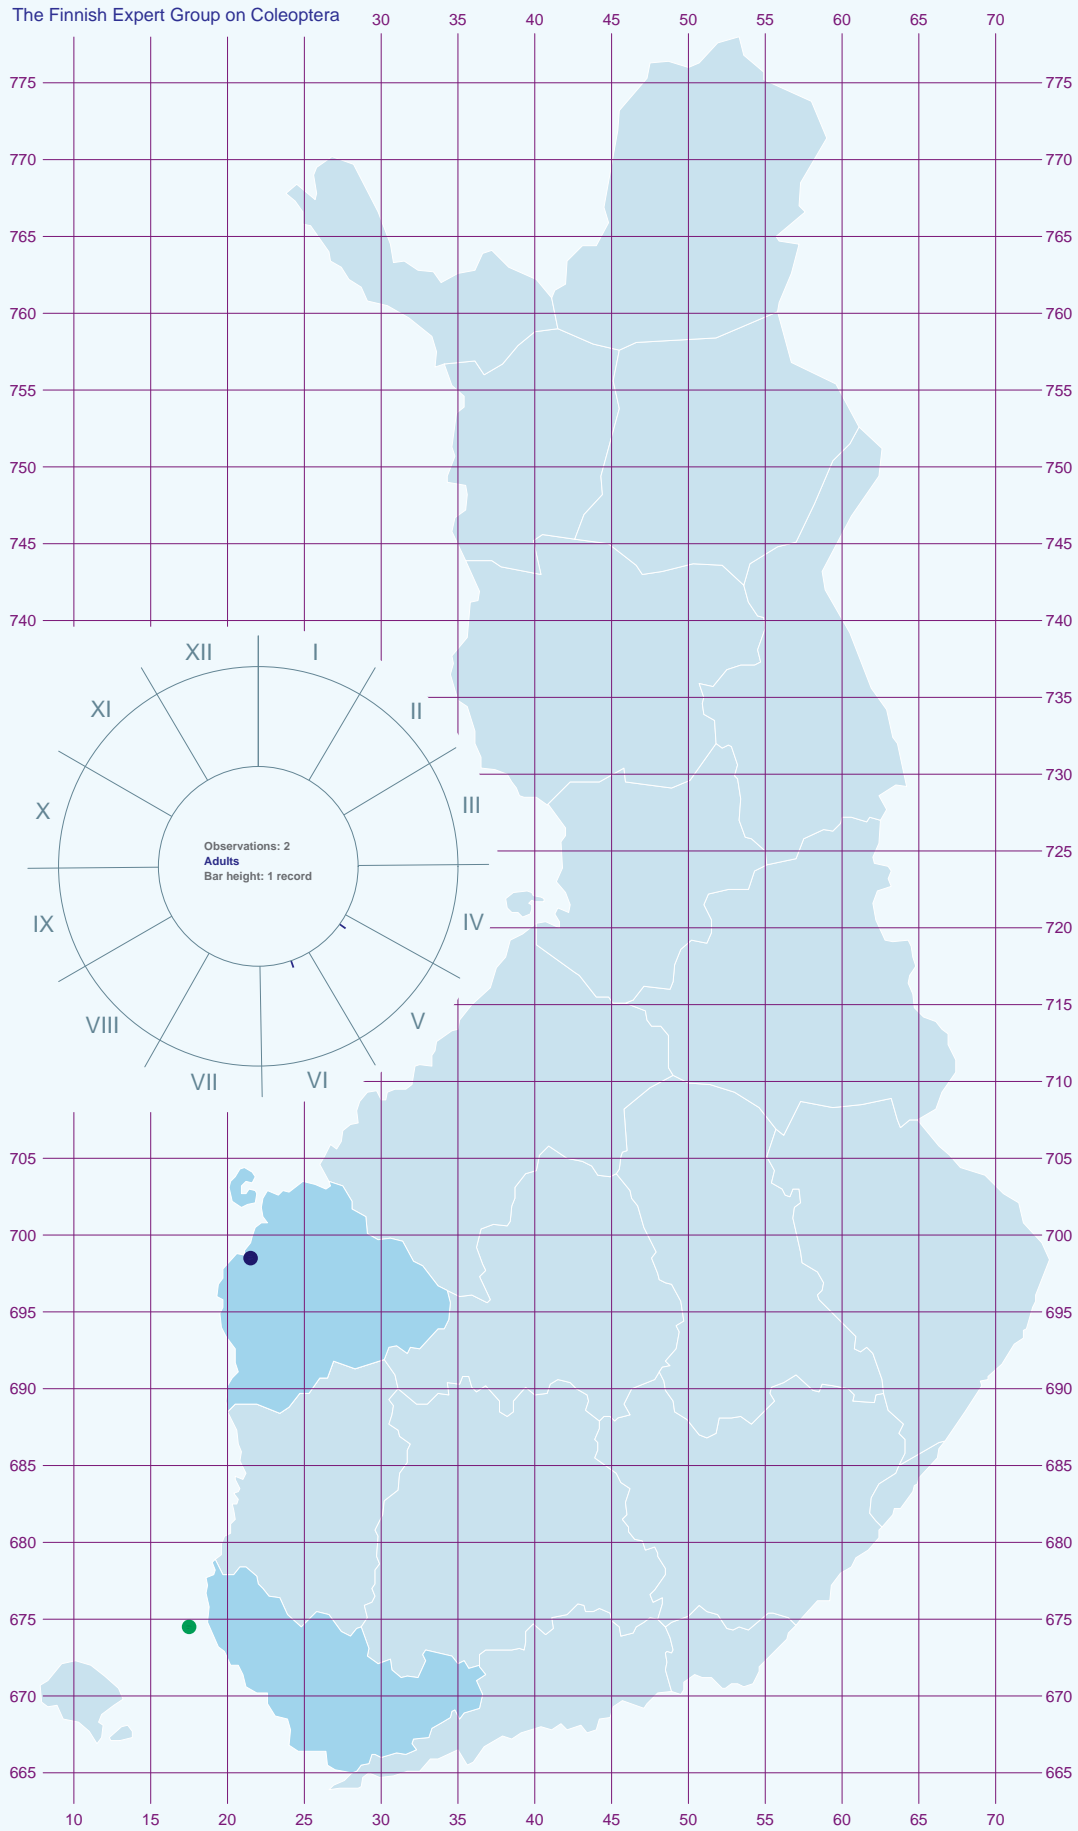 The Finnish Expert Group on Coleoptera
30 35 40 45 50 55 60 65 70
775 775
770 770
765 765
760 760
755 755
750 750
745 745
740 740
XII I
XI II
735
730
X III
Observations: 2
Adults
Bar height: 1 record
725
IX IV
720
715
VIII V
VII VI
710
705 705
700 700
695 695
690 690
685 685
680 680
675 675
670 670
665 665
10 15 20 25 30 35 40 45 50 55 60 65 70